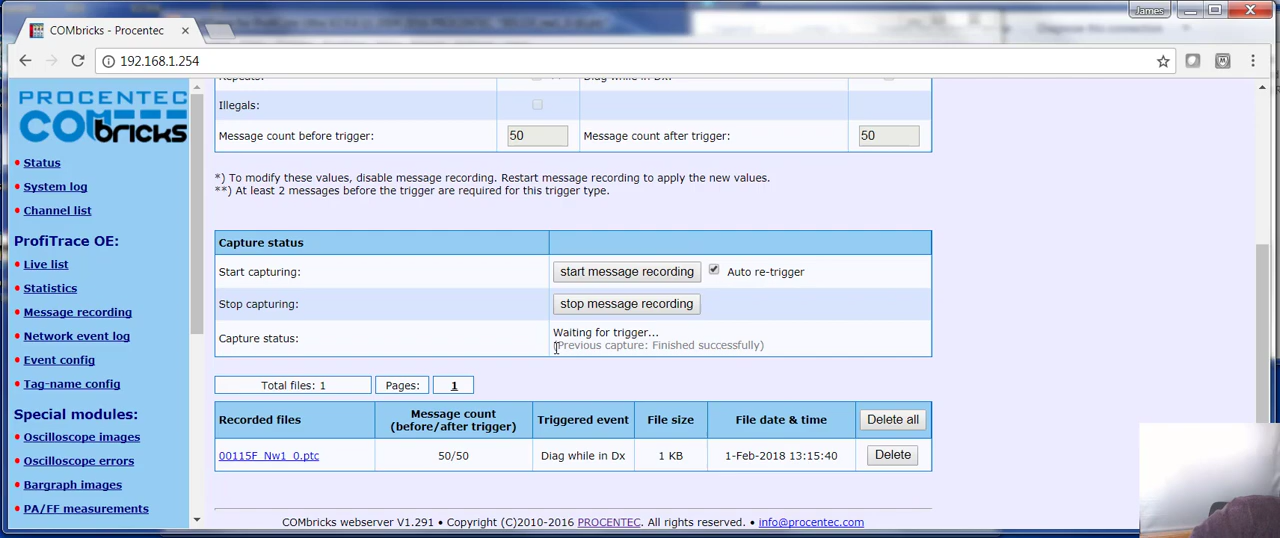 James
COMbricks - Procentec
192.168.1.254
PROCENTEC
COMbricks
Status
System log
Channel list
ProfiTrace OE:
Live list
Statistics
Message recording
Network event log
Event config
Tag-name config
Special modules:
Oscilloscope images
Oscilloscope errors
Bargraph images
PA/FF measurements
Repeats:
Diag while in Dx:
Illegals:
Message count before trigger: 50 Message count after trigger: 50
*) To modify these values, disable message recording. Restart message recording to apply the new values.
**) At least 2 messages before the trigger are required for this trigger type.
Capture status
Start capturing: start message recording Auto re-trigger
Stop capturing: stop message recording
Capture status: Waiting for trigger...
(Previous capture: Finished successfully)
Total files: 1 Pages: 1
Recorded files Message count (before/after trigger) Triggered event File size File date & time Delete all
00115F_Nw1_0.ptc 50/50 Diag while in Dx 1 KB 1-Feb-2018 13:15:40 Delete
COMbricks webserver V1.291 • Copyright (C)2010-2016 PROCENTEC. All rights reserved. • info@procentec.com